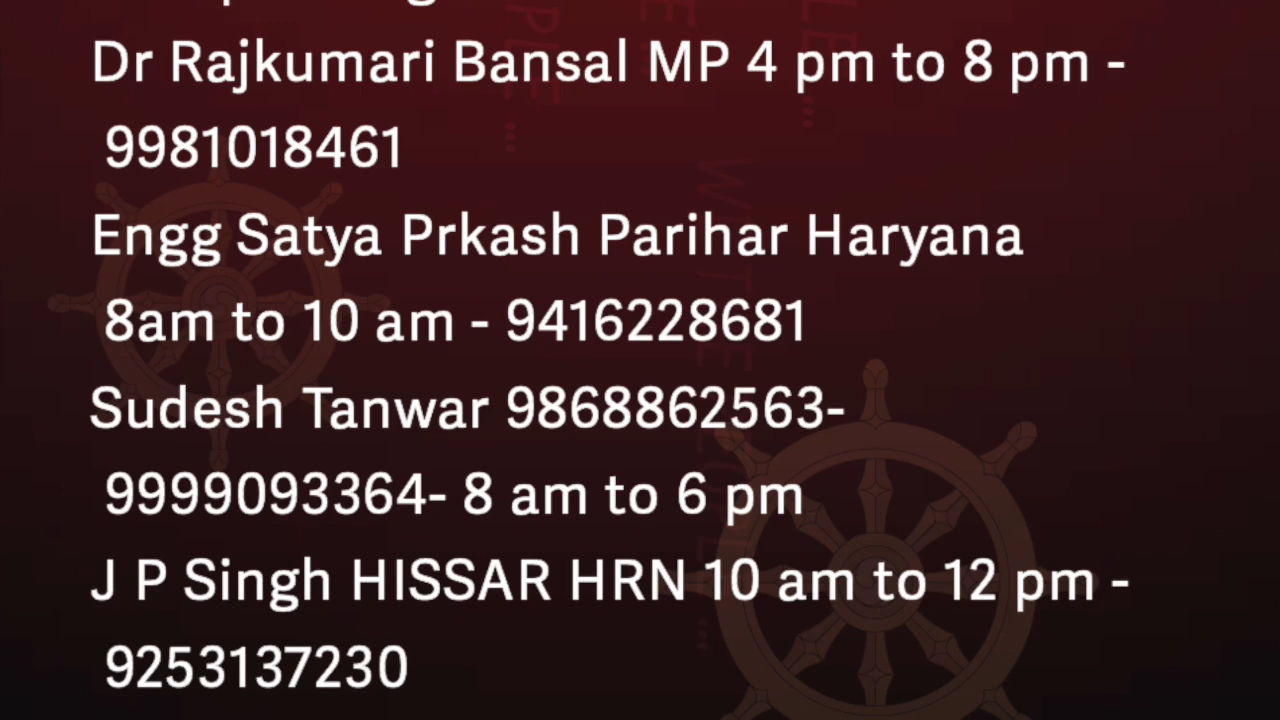 Dr Rajkumari Bansal MP 4 pm to 8 pm -
9981018461
Engg Satya Prkash Parihar Haryana
8am to 10 am - 9416228681
Sudesh Tanwar 9868862563-
9999093364- 8 am to 6 pm
J P Singh HISSAR HRN 10 am to 12 pm -
9253137230